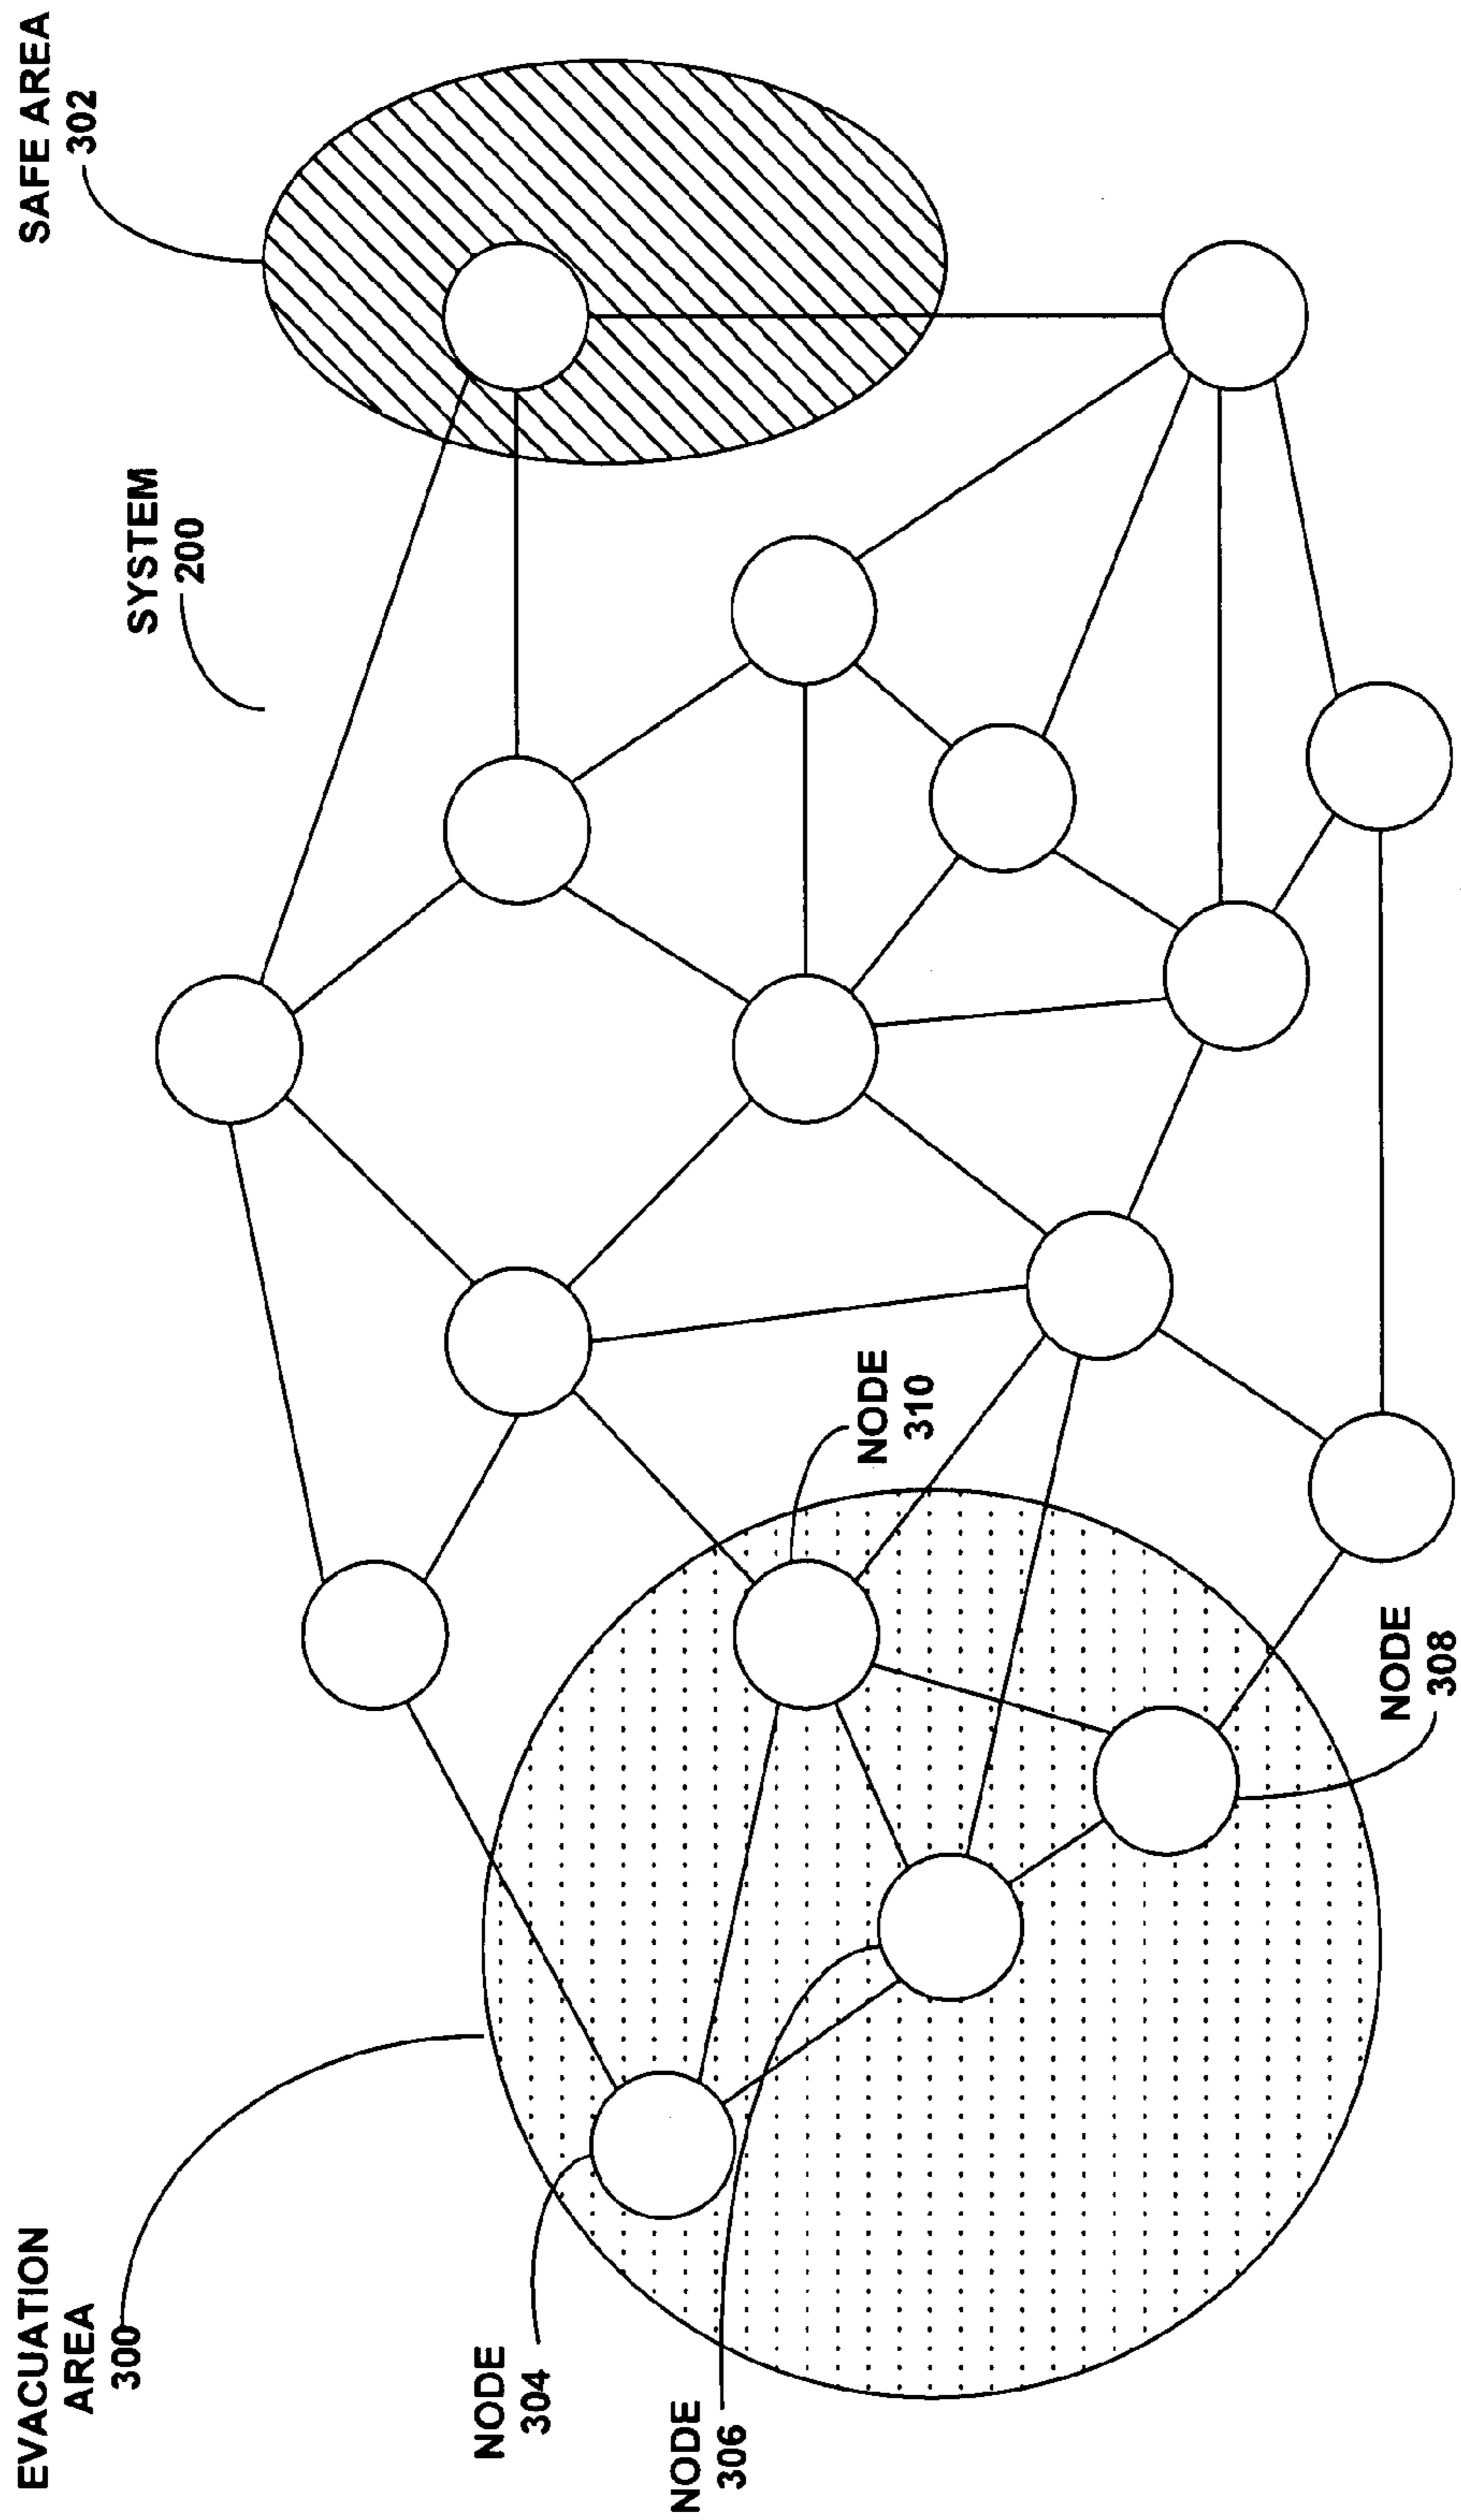 EVACUATION
AREA
300
NODE
304
NODE
306
SYSTEM
200
SAFE AREA
302
NODE
310
NODE
308